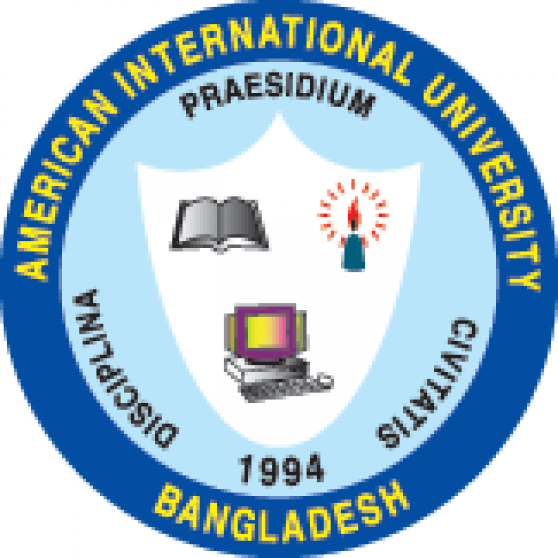 AMERICAN INTERNATIONAL UNIVERSITY
BANGLADESH
PRAESIDIUM
DISCIPLINA
CIVITATIS
1994